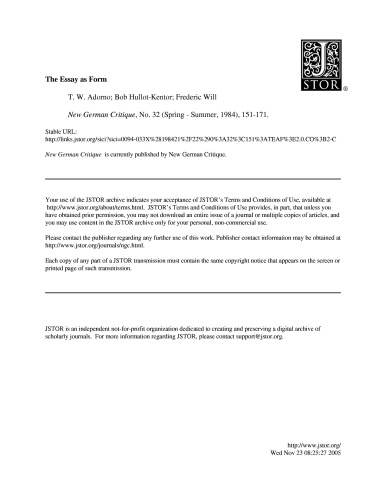 JSTOR ®
The Essay as Form
T. W. Adorno; Bob Hullot-Kentor; Frederic Will
New German Critique, No. 32 (Spring - Summer, 1984), 151-171.
Stable URL:
http://links.jstor.org/sici?sici=0094-033X%28198421%2F22%290%3A32%3C151%3ATEAF%3E2.0.CO%3B2-C
New German Critique is currently published by New German Critique.
Your use of the JSTOR archive indicates your acceptance of JSTOR's Terms and Conditions of Use, available at
http://www.jstor.org/about/terms.html. JSTOR's Terms and Conditions of Use provides, in part, that unless you
have obtained prior permission, you may not download an entire issue of a journal or multiple copies of articles, and
you may use content in the JSTOR archive only for your personal, non-commercial use.
Please contact the publisher regarding any further use of this work. Publisher contact information may be obtained at
http://www.jstor.org/journals/ngc.html.
Each copy of any part of a JSTOR transmission must contain the same copyright notice that appears on the screen or
printed page of such transmission.
JSTOR is an independent not-for-profit organization dedicated to creating and preserving a digital archive of
scholarly journals. For more information regarding JSTOR, please contact support@jstor.org.
http://www.jstor.org/
Wed Nov 23 08:25:27 2005